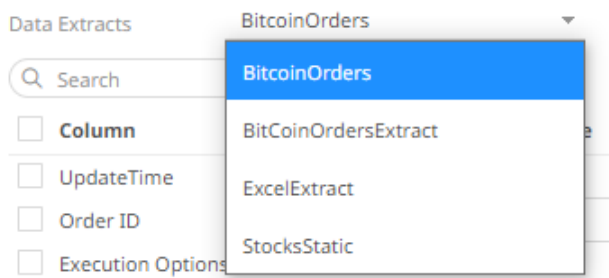 Data Extracts BitcoinOrders
Search
BitcoinOrders
Column
BitCoinOrdersExtract
UpdateTime
ExcelExtract
Order ID
StocksStatic
Execution Options